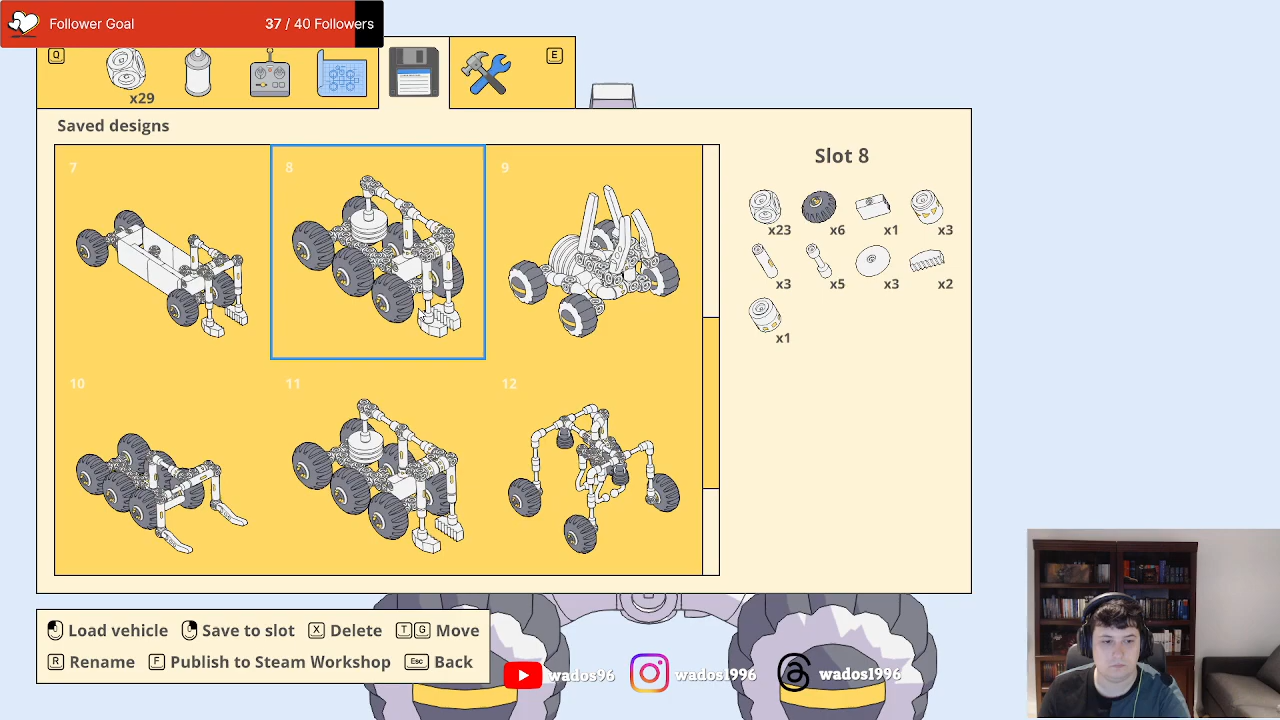 Follower Goal 37 / 40 Followers
Q
E
x29
Saved designs
Slot 8
7
8
9
x23
x6
x1
x3
x3
x5
x3
x2
x1
10
11
12
Load vehicle Save to slot X Delete T G Move
R Rename F Publish to Steam Workshop Esc Back
wados96 wados1996 wados1996